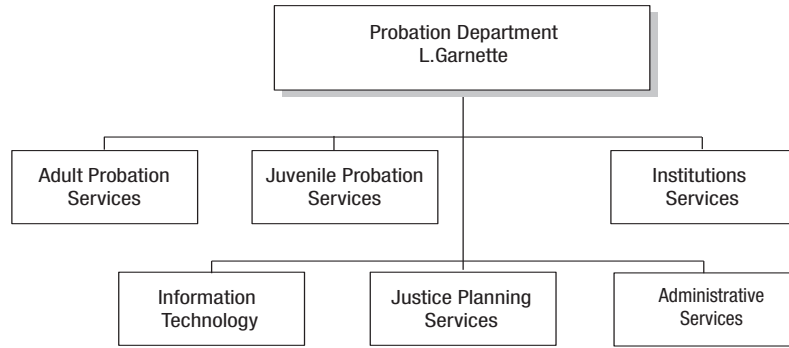 Probation Department
L.Garnette
Adult Probation
Services
Juvenile Probation
Services
Institutions
Services
Information
Technology
Justice Planning
Services
Administrative
Services